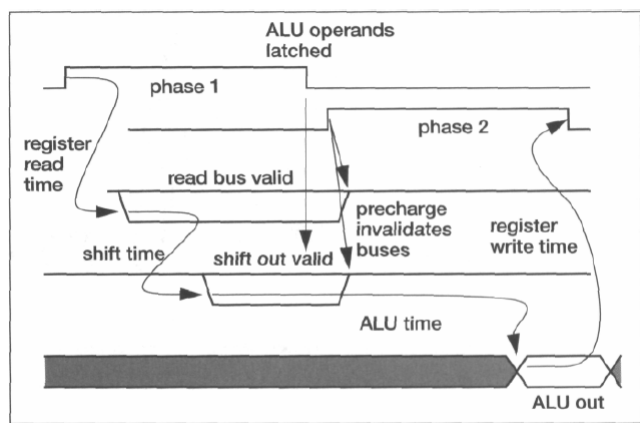 ALU operands
latched
phase 1
phase 2
register
read
time
read bus valid
precharge
invalidates
buses
register
write time
shift time
shift out valid
ALU time
ALU out